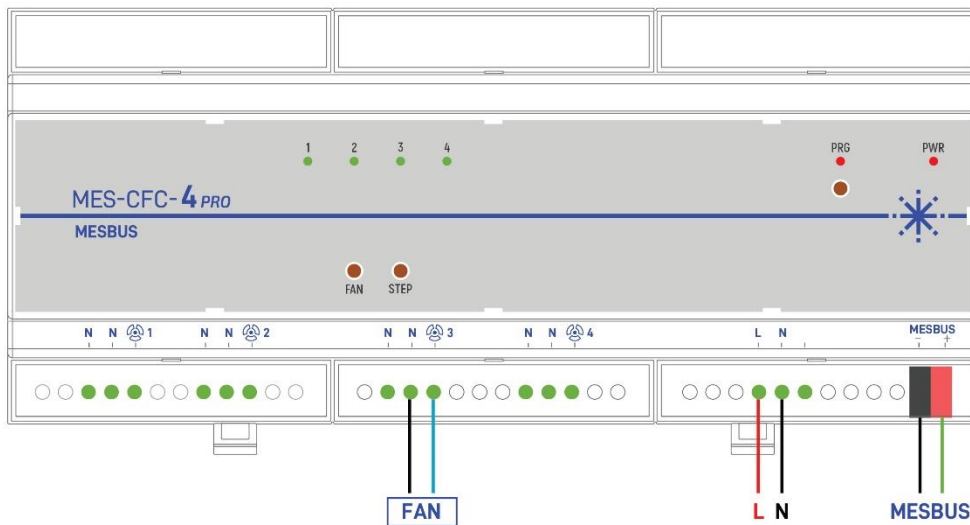 1 2 3 4 PRG PWR
MES-CFC-4 PRO
MESBUS
FAN STEP
N N 1 N N 2 N N 3 N N 4 L N MESBUS
- +
FAN L N MESBUS